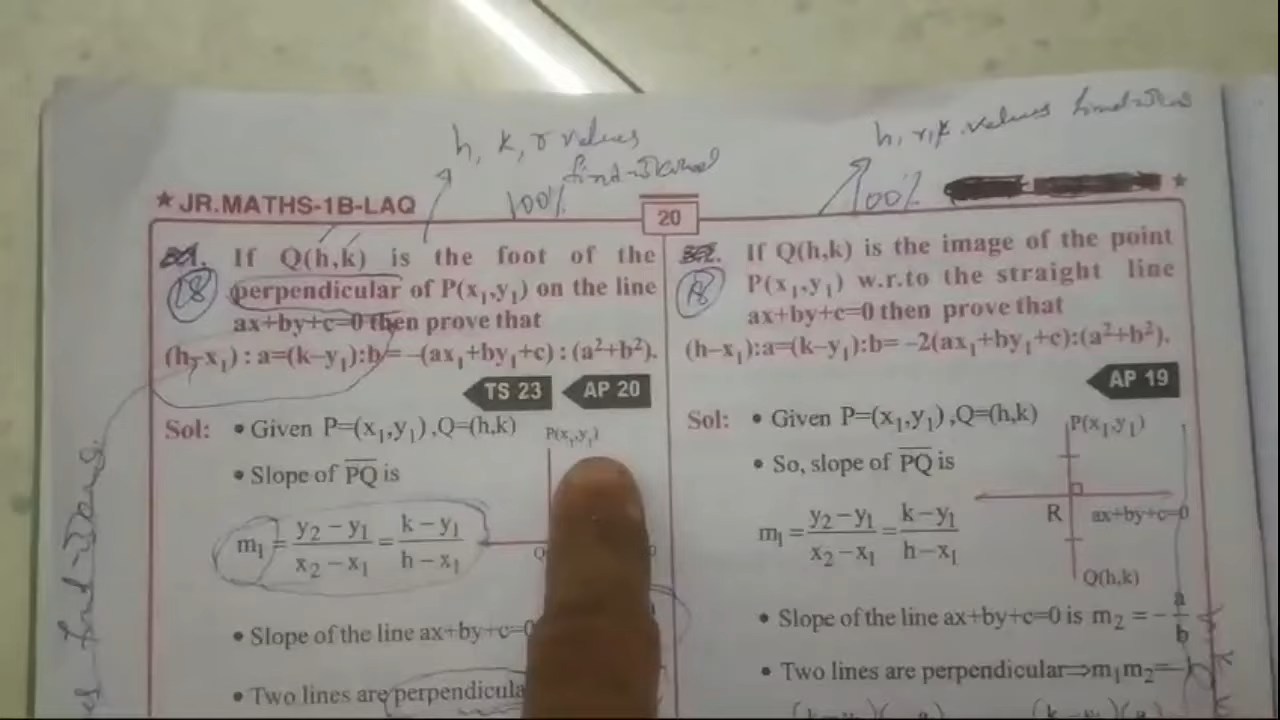 h, k, r values
find
100%
h, r, k values find
100%
★ JR.MATHS-1B-LAQ
20
★
18
If Q(h,k) is the foot of the
perpendicular of P(x₁,y₁) on the line
ax+by+c=0 then prove that
(h–x₁) : a=(k–y₁):b= –(ax₁+by₁+c) : (a²+b²).
TS 23 AP 20
Sol: • Given P=(x₁,y₁) ,Q=(h,k)
P(x₁,y₁)
• Slope of P̅Q̅ is
m₁ = (y₂ – y₁)/(x₂ – x₁) = (k – y₁)/(h – x₁)
Q
• Slope of the line ax+by+c=0
• Two lines are perpendicula
If Q(h,k) is the image of the point
P(x₁,y₁) w.r.to the straight line
ax+by+c=0 then prove that
(h–x₁):a=(k–y₁):b= –2(ax₁+by₁+c):(a²+b²).
AP 19
Sol: • Given P=(x₁,y₁) ,Q=(h,k)
P(x₁,y₁)
• So, slope of P̅Q̅ is
R ax+by+c=0
m₁ = (y₂ – y₁)/(x₂ – x₁) = (k – y₁)/(h – x₁)
Q(h,k)
• Slope of the line ax+by+c=0 is m₂ = – a/b
• Two lines are perpendicular⇒m₁m₂=–1